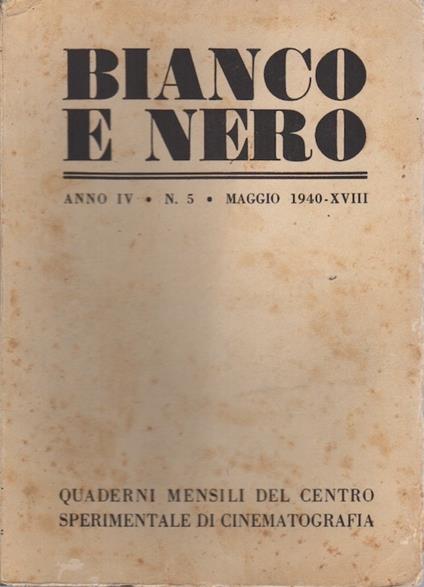 BIANCO
E NERO
ANNO IV • N. 5 • MAGGIO 1940-XVIII
QUADERNI MENSILI DEL CENTRO
SPERIMENTALE DI CINEMATOGRAFIA